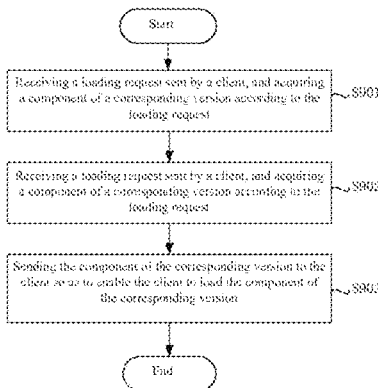 Start
Receiving a loading request sent by a client, and acquiring
a component of a corresponding version according to the
loading request
S901
Receiving a loading request sent by a client, and acquiring
a component of a corresponding version according to the
loading request
S902
Sending the component of the corresponding version to the
client so as to enable the client to load the component of
the corresponding version
S903
End